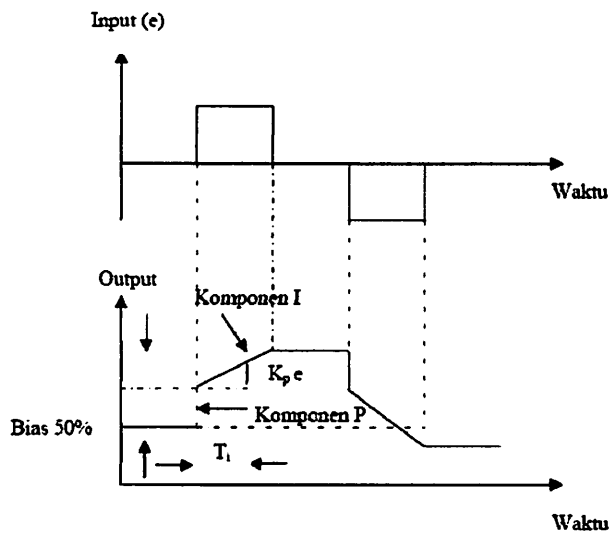 Input (e)
Waktu
Output
Komponen I
Kₚ e
Komponen P
Bias 50%
Tᵢ
Waktu